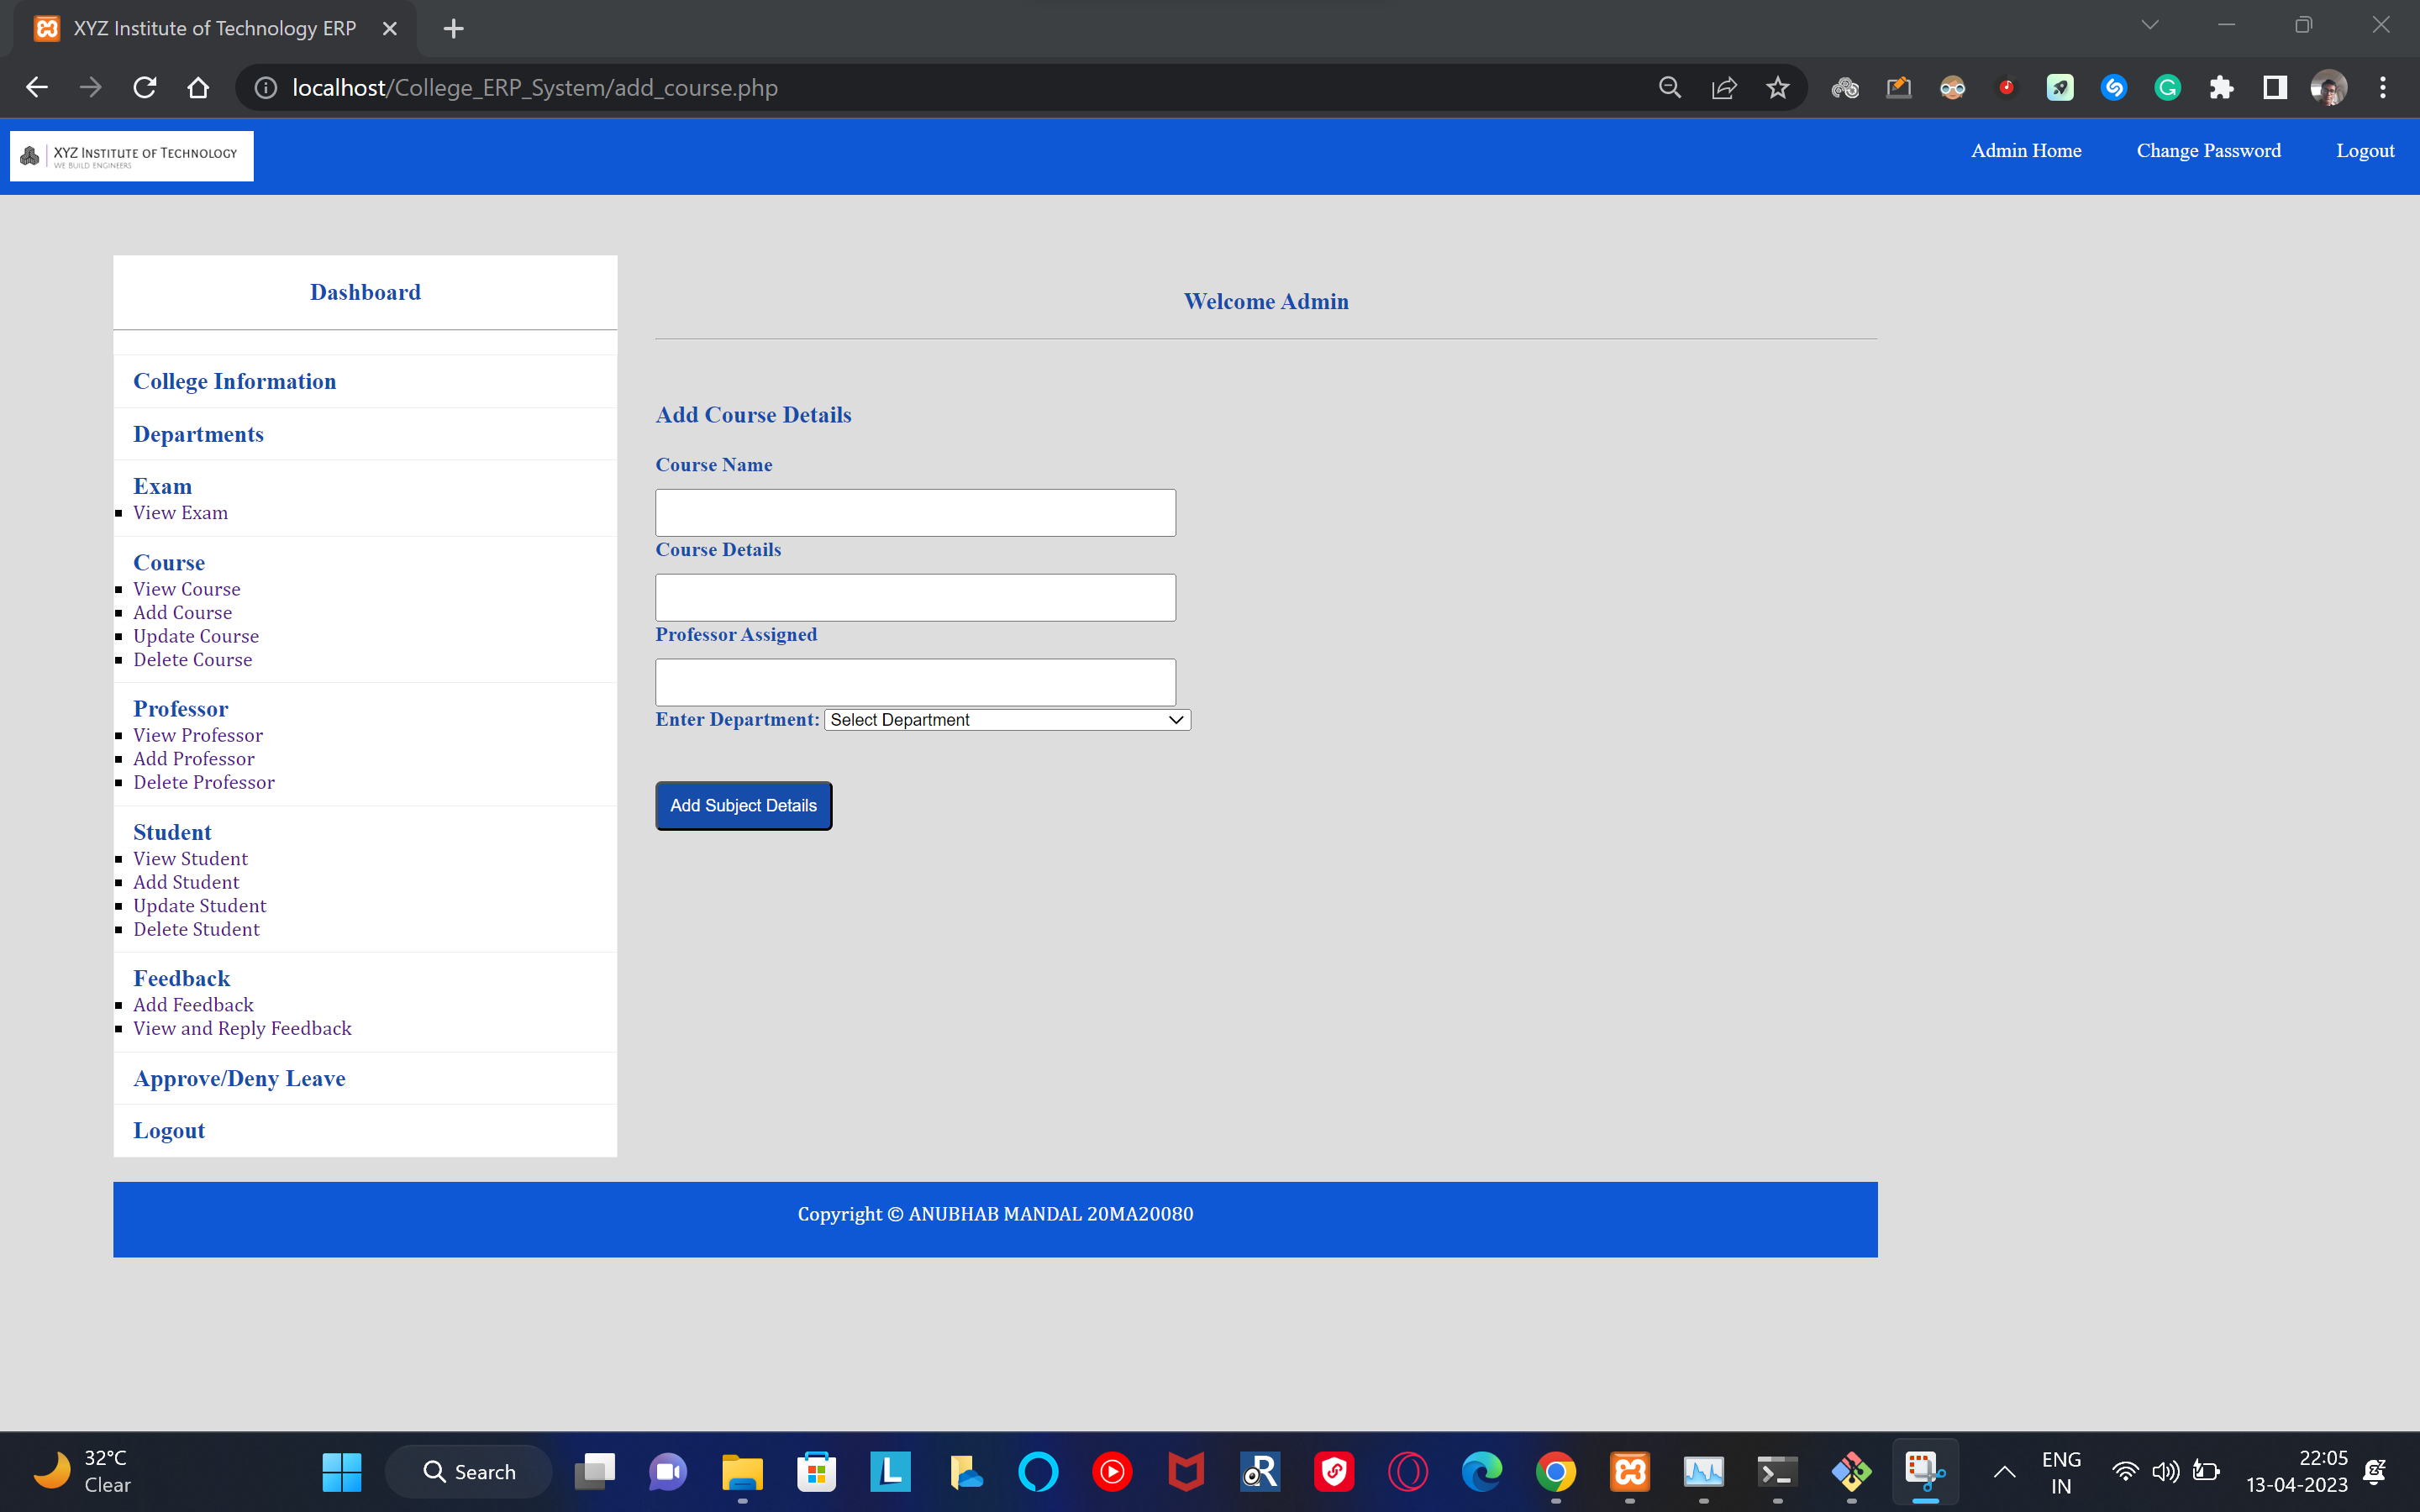 XYZ Institute of Technology ERP
localhost/College_ERP_System/add_course.php
XYZ INSTITUTE OF TECHNOLOGY
WE BUILD ENGINEERS
Admin Home
Change Password
Logout
Dashboard
College Information
Departments
Exam
View Exam
Course
View Course
Add Course
Update Course
Delete Course
Professor
View Professor
Add Professor
Delete Professor
Student
View Student
Add Student
Update Student
Delete Student
Feedback
Add Feedback
View and Reply Feedback
Approve/Deny Leave
Logout
Welcome Admin
Add Course Details
Course Name
Course Details
Professor Assigned
Enter Department: Select Department
Add Subject Details
Copyright © ANUBHAB MANDAL 20MA20080
32°C
Clear
Search
ENG
IN
22:05
13-04-2023